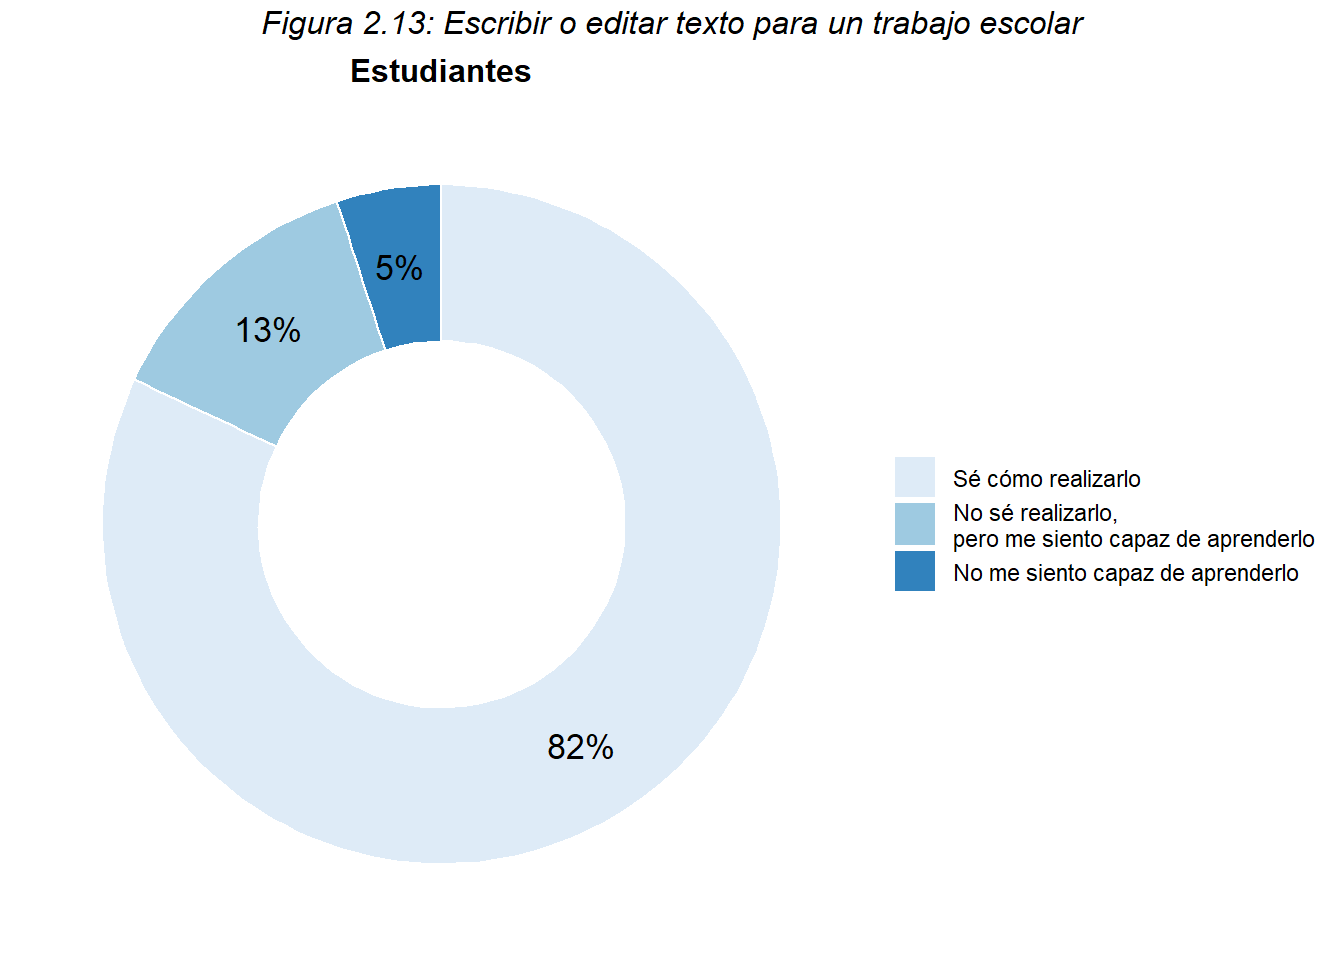 Figura 2.13: Escribir o editar texto para un trabajo escolar
Estudiantes
5%
13%
82%
Sé cómo realizarlo
No sé realizarlo,
pero me siento capaz de aprenderlo
No me siento capaz de aprenderlo